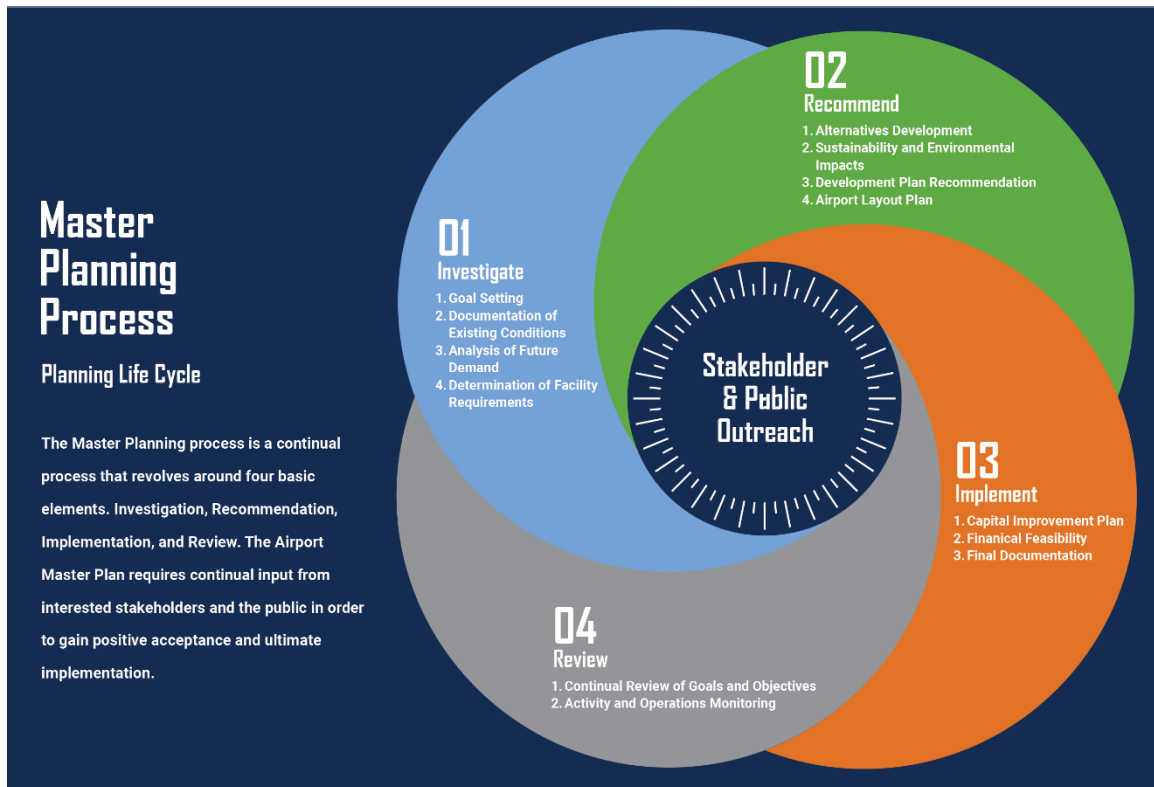 Master
Planning
Process
Planning Life Cycle
The Master Planning process is a continual
process that revolves around four basic
elements. Investigation, Recommendation,
Implementation, and Review. The Airport
Master Plan requires continual input from
interested stakeholders and the public in order
to gain positive acceptance and ultimate
implementation.
01
Investigate
1. Goal Setting
2. Documentation of
Existing Conditions
3. Analysis of Future
Demand
4. Determination of Facility
Requirements
02
Recommend
1. Alternatives Development
2. Sustainability and Environmental
Impacts
3. Development Plan Recommendation
4. Airport Layout Plan
Stakeholder
& Public
Outreach
03
Implement
1. Capital Improvement Plan
2. Finanical Feasibility
3. Final Documentation
04
Review
1. Continual Review of Goals and Objectives
2. Activity and Operations Monitoring